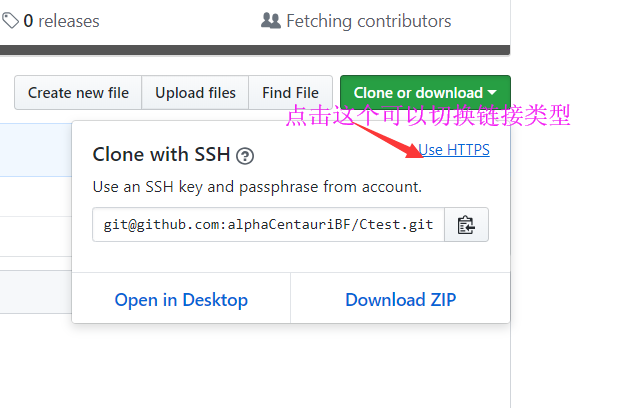 0 releases
Fetching contributors
Create new file
Upload files
Find File
Clone or download
点击这个可以切换链接类型
Clone with SSH
Use HTTPS
Use an SSH key and passphrase from account.
git@github.com:alphaCentauriBF/Ctest.git
Open in Desktop
Download ZIP